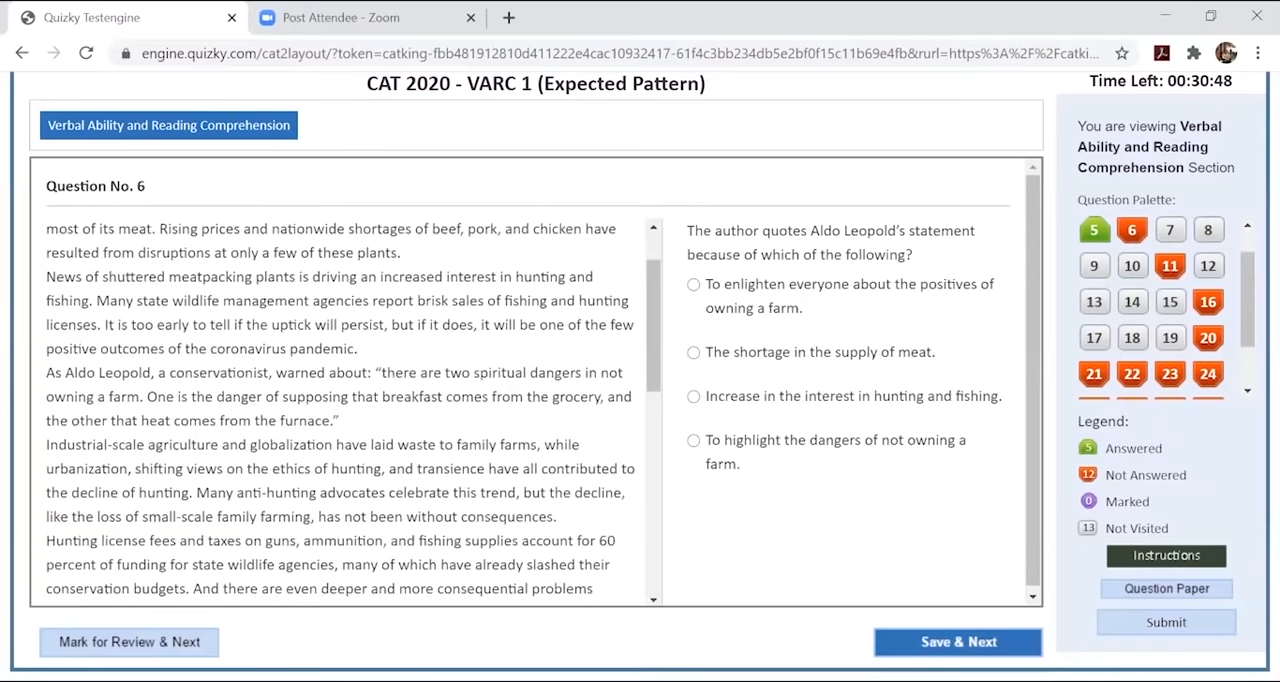 Quizky Testengine
Post Attendee - Zoom
engine.quizky.com/cat2layout/?token=catking-fbb481912810d411222e4cac10932417-61f4c3bb234db5e2bf0f15c11b69e4fb&rurl=https%3A%2F%2Fcatki...
CAT 2020 - VARC 1 (Expected Pattern)
Time Left: 00:30:48
Verbal Ability and Reading Comprehension
Question No. 6
most of its meat. Rising prices and nationwide shortages of beef, pork, and chicken have
resulted from disruptions at only a few of these plants.
News of shuttered meatpacking plants is driving an increased interest in hunting and
fishing. Many state wildlife management agencies report brisk sales of fishing and hunting
licenses. It is too early to tell if the uptick will persist, but if it does, it will be one of the few
positive outcomes of the coronavirus pandemic.
As Aldo Leopold, a conservationist, warned about: “there are two spiritual dangers in not
owning a farm. One is the danger of supposing that breakfast comes from the grocery, and
the other that heat comes from the furnace.”
Industrial-scale agriculture and globalization have laid waste to family farms, while
urbanization, shifting views on the ethics of hunting, and transience have all contributed to
the decline of hunting. Many anti-hunting advocates celebrate this trend, but the decline,
like the loss of small-scale family farming, has not been without consequences.
Hunting license fees and taxes on guns, ammunition, and fishing supplies account for 60
percent of funding for state wildlife agencies, many of which have already slashed their
conservation budgets. And there are even deeper and more consequential problems
The author quotes Aldo Leopold’s statement
because of which of the following?
To enlighten everyone about the positives of
owning a farm.
The shortage in the supply of meat.
Increase in the interest in hunting and fishing.
To highlight the dangers of not owning a
farm.
Mark for Review & Next
Save & Next
You are viewing Verbal
Ability and Reading
Comprehension Section
Question Palette:
5 6 7 8
9 10 11 12
13 14 15 16
17 18 19 20
21 22 23 24
Legend:
5 Answered
12 Not Answered
0 Marked
13 Not Visited
Instructions
Question Paper
Submit